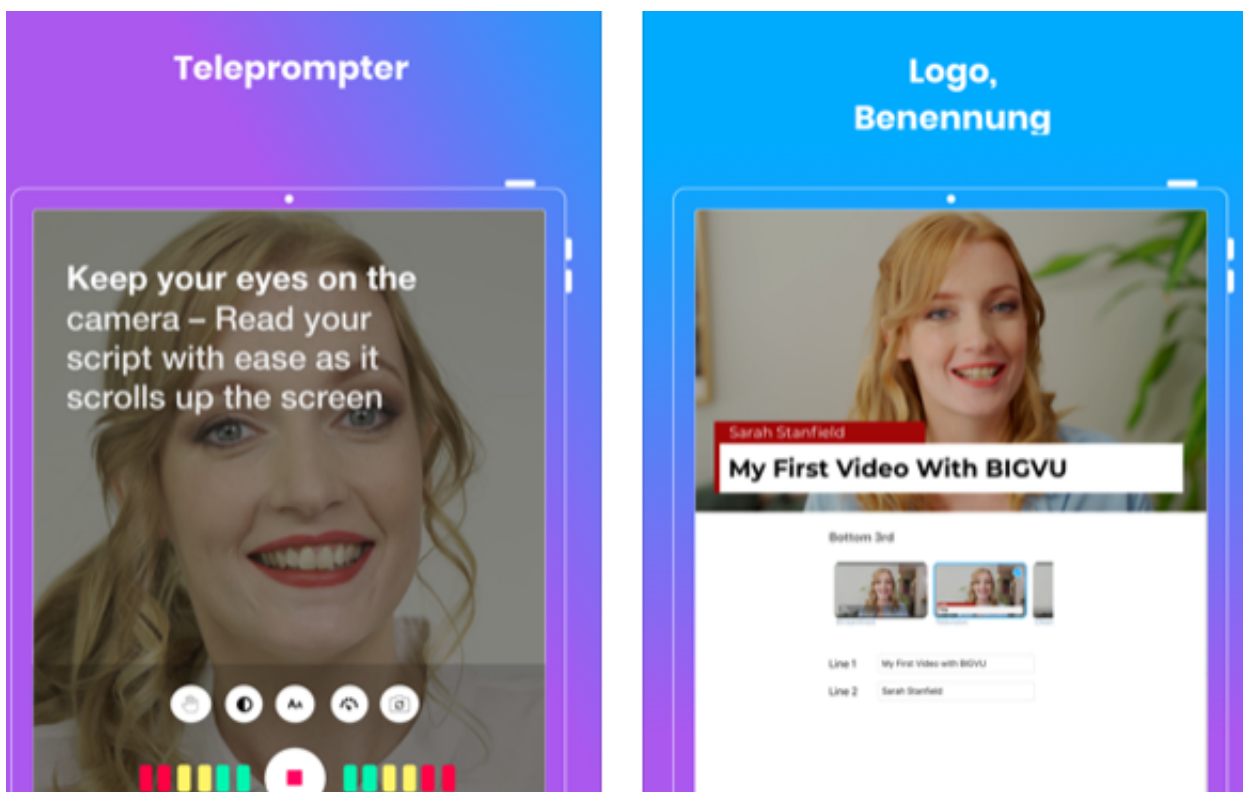 Teleprompter
Keep your eyes on the
camera – Read your
script with ease as it
scrolls up the screen
AA
Logo,
Benennung
Sarah Stanfield
My First Video With BIGVU
Bottom 3rd
Line 1 My First Video with BIGVU
Line 2 Sarah Stanfield